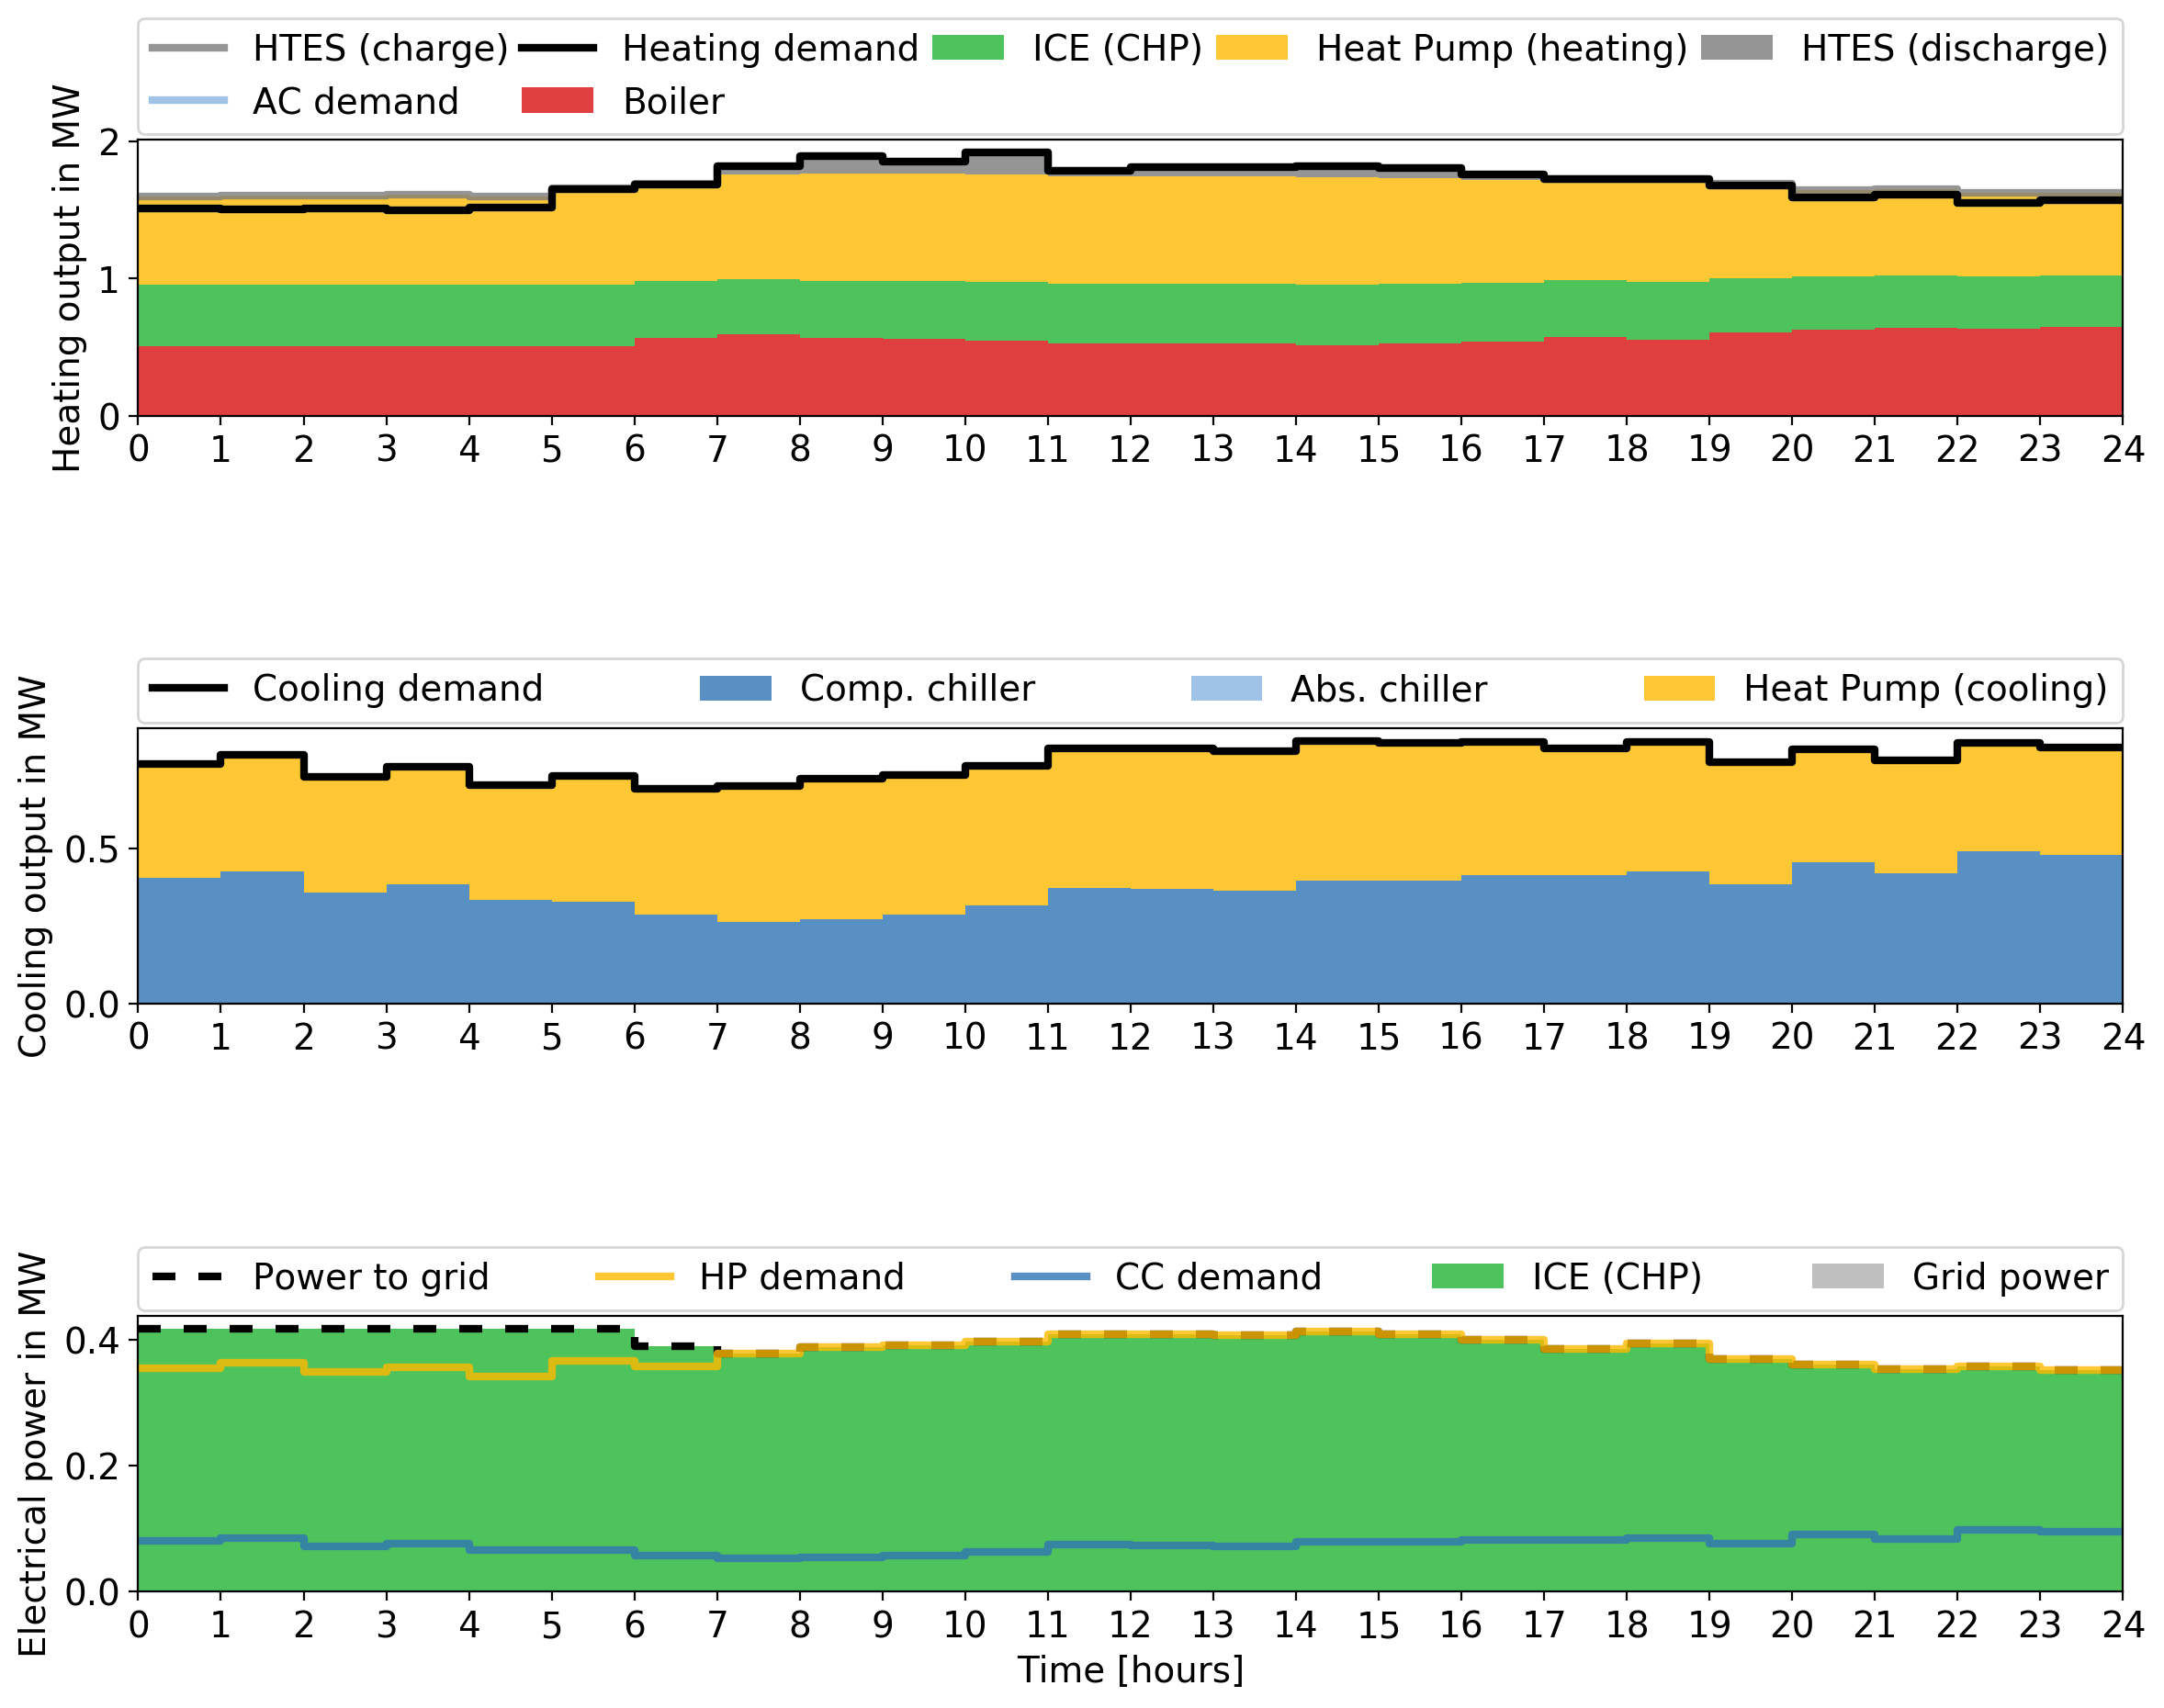 HTES (charge) Heating demand ICE (CHP) Heat Pump (heating) HTES (discharge)
AC demand Boiler
Heating output in MW
2
1
0
0 1 2 3 4 5 6 7 8 9 10 11 12 13 14 15 16 17 18 19 20 21 22 23 24
Cooling demand Comp. chiller Abs. chiller Heat Pump (cooling)
Cooling output in MW
0.5
0.0
0 1 2 3 4 5 6 7 8 9 10 11 12 13 14 15 16 17 18 19 20 21 22 23 24
Power to grid HP demand CC demand ICE (CHP) Grid power
Electrical power in MW
0.4
0.2
0.0
0 1 2 3 4 5 6 7 8 9 10 11 12 13 14 15 16 17 18 19 20 21 22 23 24
Time [hours]